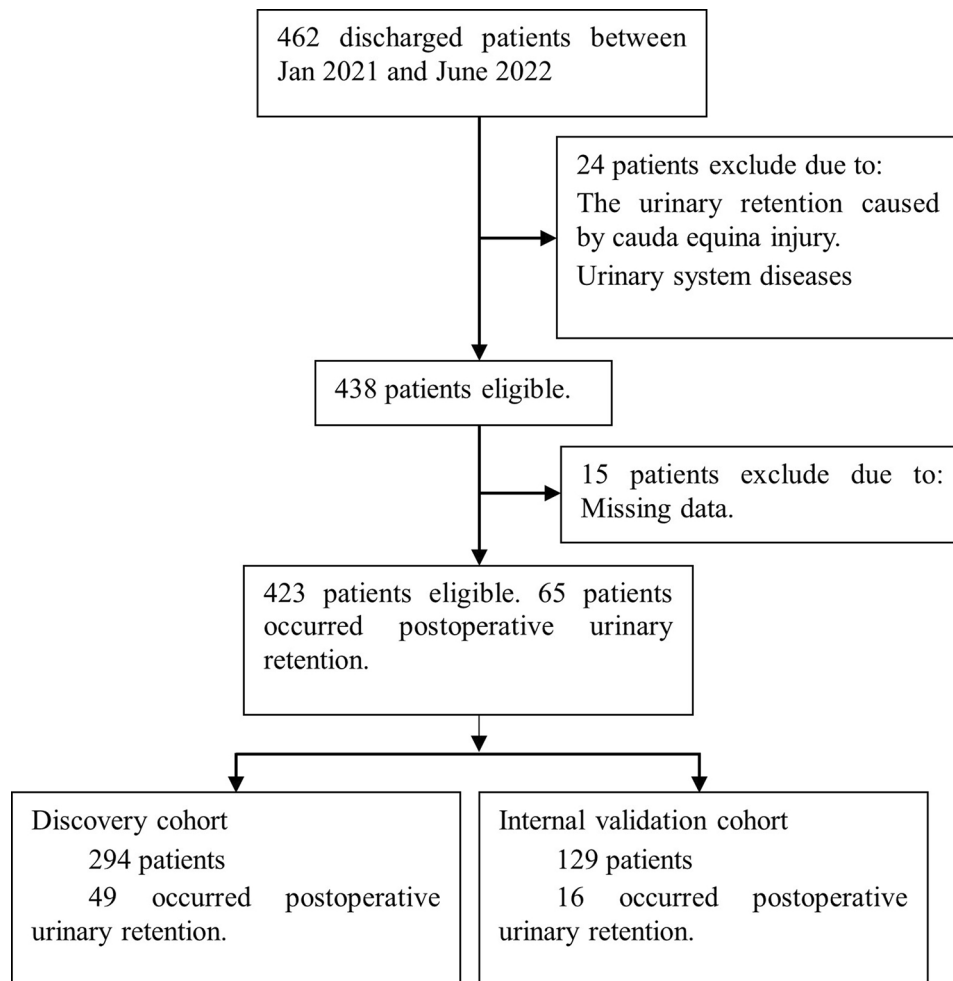 462 discharged patients between
Jan 2021 and June 2022
24 patients exclude due to:
The urinary retention caused
by cauda equina injury.
Urinary system diseases
438 patients eligible.
15 patients exclude due to:
Missing data.
423 patients eligible. 65 patients
occurred postoperative urinary
retention.
Discovery cohort
294 patients
49 occurred postoperative
urinary retention.
Internal validation cohort
129 patients
16 occurred postoperative
urinary retention.